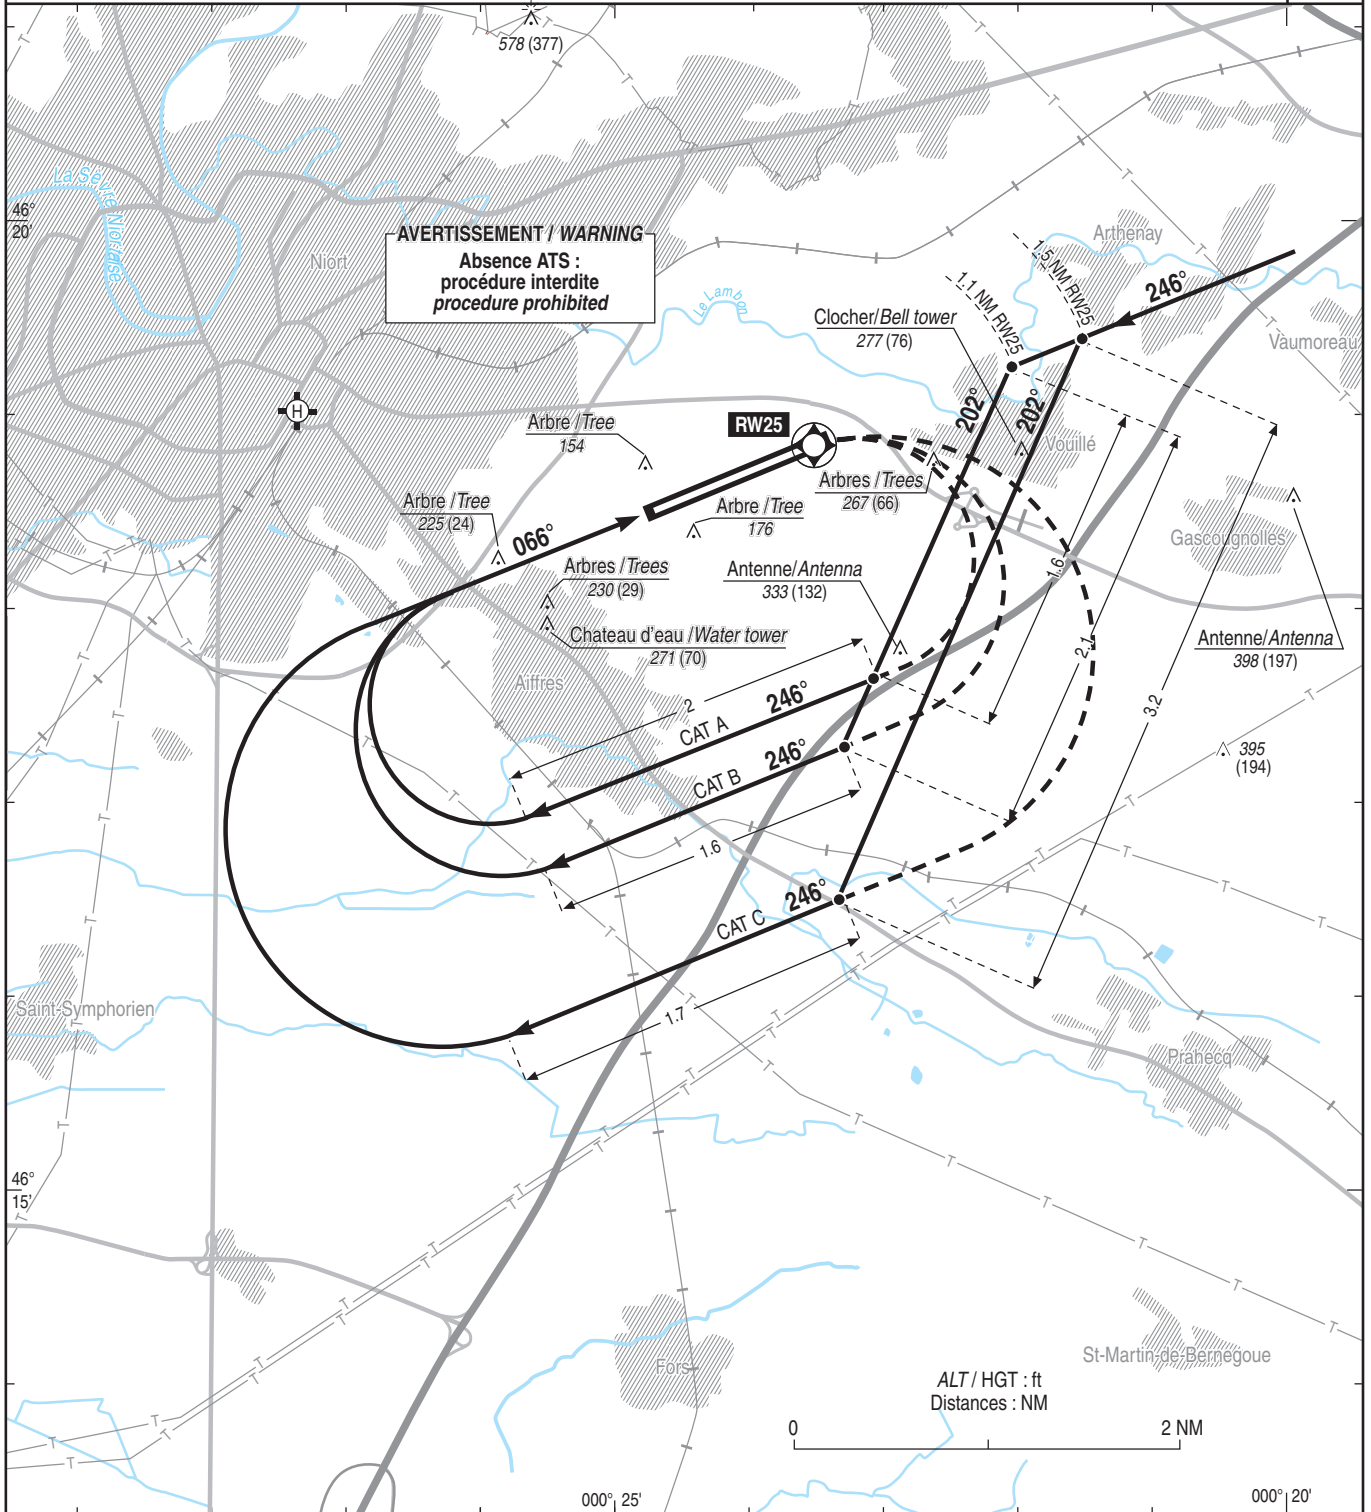 578 (377)
La Sèvre Niortaise
46°
20'
AVERTISSEMENT / WARNING
Absence ATS :
procédure interdite
procedure prohibited
Niort
Arthenay
1.5 NM RW25
1.1 NM RW25
246°
Le Lambon
Clocher/Bell tower
277 (76)
Vaumoreau
H
202°
202°
Arbre /Tree
154
RW25
Vouillé
Arbres /Trees
267 (66)
Arbre /Tree
225 (24)
Arbre /Tree
176
066°
Gascougnolles
Arbres /Trees
230 (29)
Antenne/Antenna
333 (132)
1.6
Chateau d'eau /Water tower
271 (70)
Antenne/Antenna
398 (197)
2.1
Aiffres
2
246°
CAT A
3.2
246°
CAT B
395
(194)
1.6
246°
CAT C
Saint-Symphorien
1.7
Prahecq
46°
15'
St-Martin-de-Bernegoue
Fors
ALT / HGT : ft
Distances : NM
0
2 NM
000° 25'
000° 20'
T